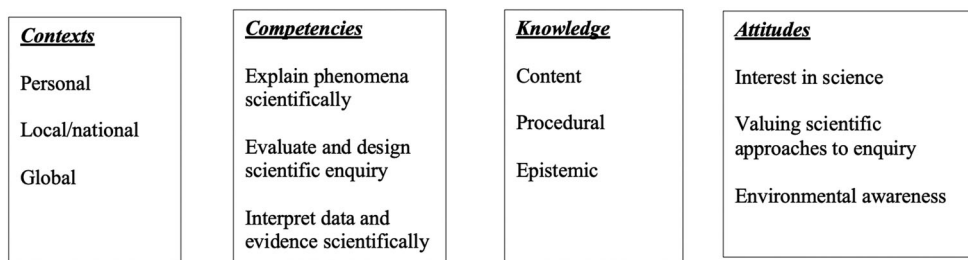 Contexts
Personal
Local/national
Global
Competencies
Explain phenomena
scientifically
Evaluate and design
scientific enquiry
Interpret data and
evidence scientifically
Knowledge
Content
Procedural
Epistemic
Attitudes
Interest in science
Valuing scientific
approaches to enquiry
Environmental awareness